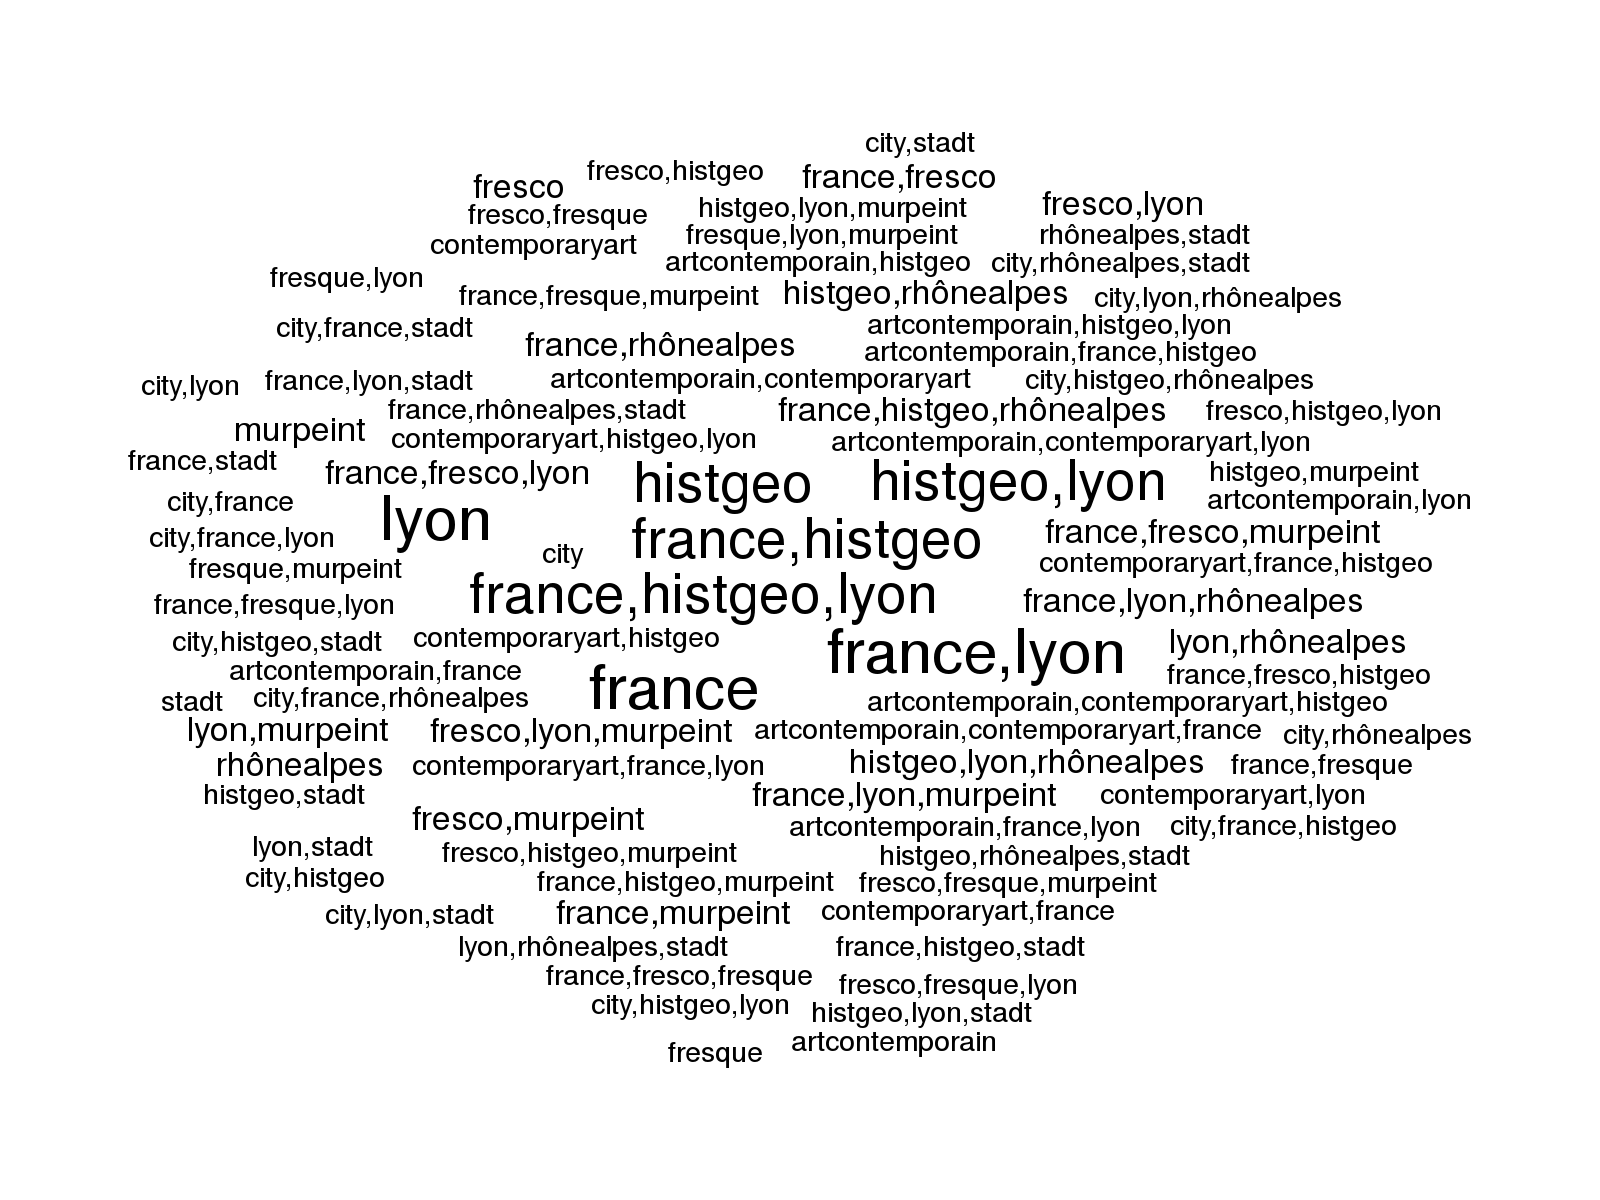 city,stadt
fresco,histgeo
france,fresco
fresco
fresco,lyon
histgeo,lyon,murpeint
fresco,fresque
fresque,lyon,murpeint
rhônealpes,stadt
contemporaryart
artcontemporain,histgeo
city,rhônealpes,stadt
fresque,lyon
france,fresque,murpeint
histgeo,rhônealpes
city,lyon,rhônealpes
city,france,stadt
artcontemporain,histgeo,lyon
france,rhônealpes
artcontemporain,france,histgeo
city,lyon
france,lyon,stadt
artcontemporain,contemporaryart
city,histgeo,rhônealpes
france,rhônealpes,stadt
france,histgeo,rhônealpes
fresco,histgeo,lyon
murpeint
contemporaryart,histgeo,lyon
artcontemporain,contemporaryart,lyon
france,stadt
france,fresco,lyon
histgeo
histgeo,lyon
histgeo,murpeint
city,france
artcontemporain,lyon
lyon
city,france,lyon
city
france,histgeo
france,fresco,murpeint
fresque,murpeint
contemporaryart,france,histgeo
france,fresque,lyon
france,histgeo,lyon
france,lyon,rhônealpes
city,histgeo,stadt
contemporaryart,histgeo
france,lyon
lyon,rhônealpes
artcontemporain,france
france,fresco,histgeo
stadt
city,france,rhônealpes
france
artcontemporain,contemporaryart,histgeo
lyon,murpeint
fresco,lyon,murpeint
artcontemporain,contemporaryart,france
city,rhônealpes
rhônealpes
contemporaryart,france,lyon
histgeo,lyon,rhônealpes
france,fresque
histgeo,stadt
france,lyon,murpeint
contemporaryart,lyon
fresco,murpeint
artcontemporain,france,lyon
city,france,histgeo
lyon,stadt
fresco,histgeo,murpeint
histgeo,rhônealpes,stadt
city,histgeo
france,histgeo,murpeint
fresco,fresque,murpeint
city,lyon,stadt
france,murpeint
contemporaryart,france
lyon,rhônealpes,stadt
france,histgeo,stadt
france,fresco,fresque
fresco,fresque,lyon
city,histgeo,lyon
histgeo,lyon,stadt
fresque
artcontemporain